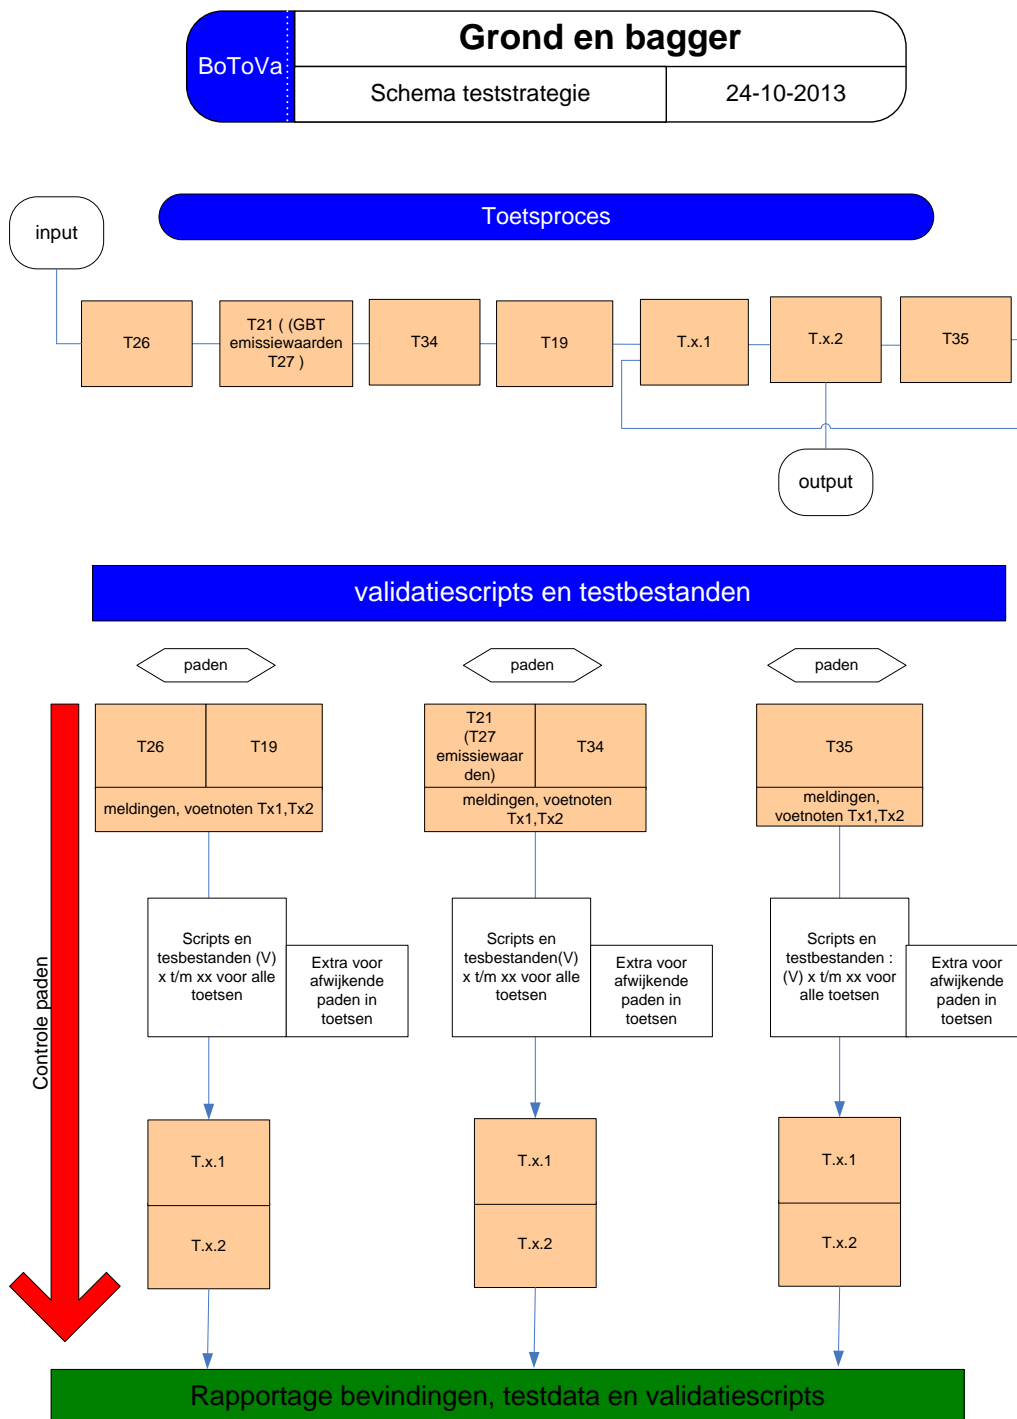 BoToVa
Grond en bagger
Schema teststrategie
24-10-2013
Toetsproces
input
T26
T21 ( (GBT
emissiewaarden
T27 )
T34
T19
T.x.1
T.x.2
T35
output
validatiescripts en testbestanden
paden
paden
paden
T26
T19
meldingen, voetnoten Tx1,Tx2
T21
(T27
emissiewaar
den)
T34
meldingen, voetnoten
Tx1,Tx2
T35
meldingen,
voetnoten Tx1,Tx2
Controle paden
Scripts en
tesbestanden (V)
x t/m xx voor alle
toetsen
Extra voor
afwijkende
paden in
toetsen
Scripts en
tesbestanden(V)
x t/m xx voor alle
toetsen
Extra voor
afwijkende
paden in
toetsen
Scripts en
testbestanden :
(V) x t/m xx voor
alle toetsen
Extra voor
afwijkende
paden in
toetsen
T.x.1
T.x.2
T.x.1
T.x.2
T.x.1
T.x.2
Rapportage bevindingen, testdata en validatiescripts